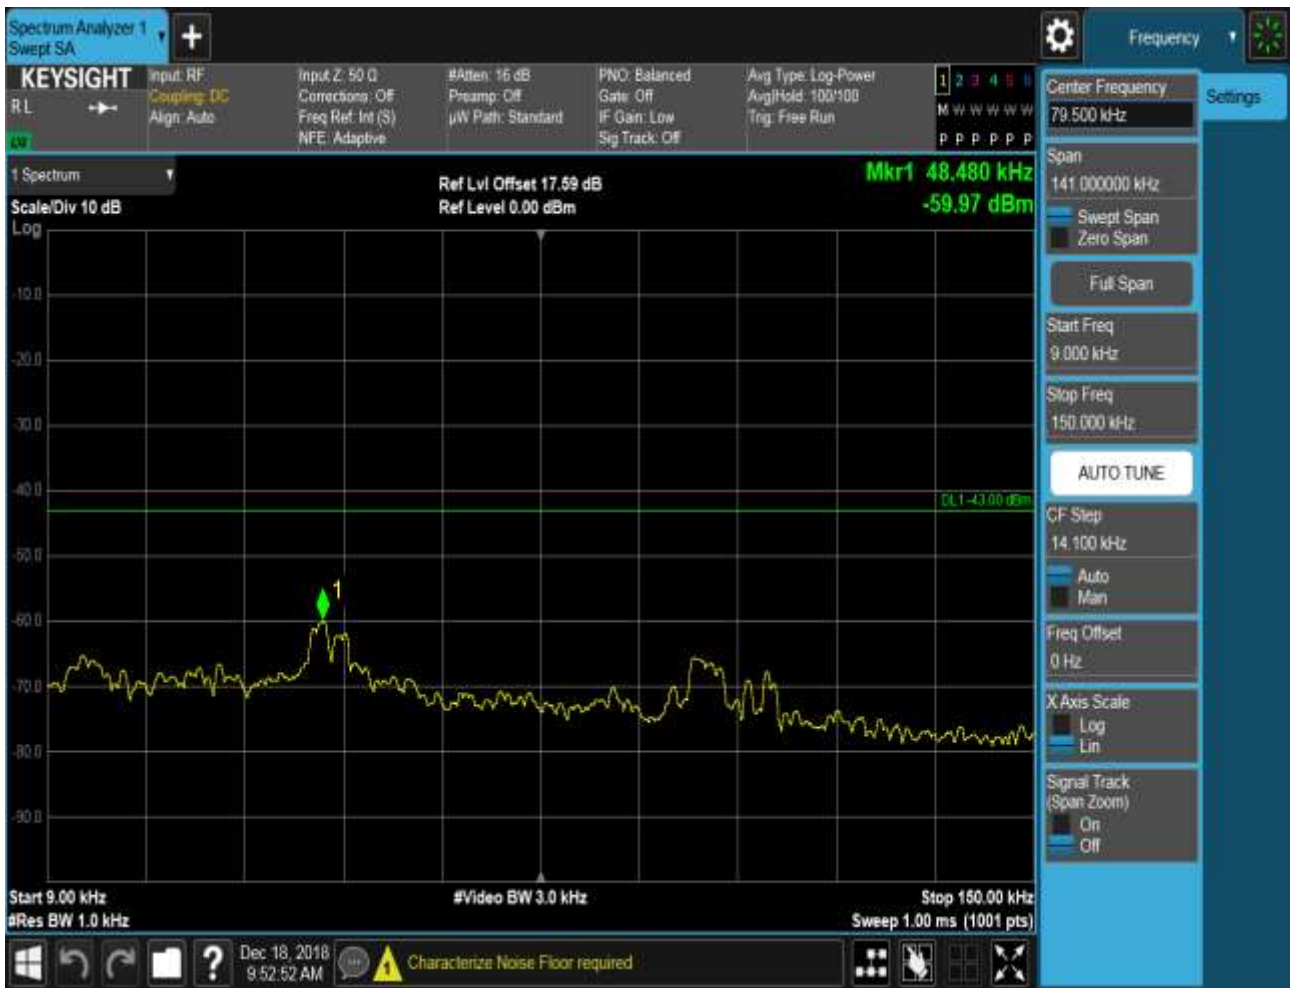 Spectrum Analyzer 1
Swept SA
Frequency
KEYSIGHT
R L
Input: RF
Coupling: DC
Align: Auto
Input Z: 50 Ω
Corrections: Off
Freq Ref: Int (S)
NFE: Adaptive
#Atten: 16 dB
Preamp: Off
µW Path: Standard
PNO: Balanced
Gate: Off
IF Gain: Low
Sig Track: Off
Avg Type: Log-Power
Avg|Hold: 100/100
Trig: Free Run
1 2 3 4 5 6
M W W W W W
P P P P P P
1 Spectrum
Scale/Div 10 dB
Log
Ref Lvl Offset 17.59 dB
Ref Level 0.00 dBm
Mkr1 48.480 kHz
-59.97 dBm
-10.0
-20.0
-30.0
-40.0
DL1 -43.00 dBm
-50.0
1
-60.0
-70.0
-80.0
-90.0
Start 9.00 kHz
#Video BW 3.0 kHz
Stop 150.00 kHz
#Res BW 1.0 kHz
Sweep 1.00 ms (1001 pts)
Center Frequency
79.500 kHz
Settings
Span
141.000000 kHz
Swept Span
Zero Span
Full Span
Start Freq
9.000 kHz
Stop Freq
150.000 kHz
AUTO TUNE
CF Step
14.100 kHz
Auto
Man
Freq Offset
0 Hz
X Axis Scale
Log
Lin
Signal Track
(Span Zoom)
On
Off
?
Dec 18, 2018
9:52:52 AM
1
Characterize Noise Floor required